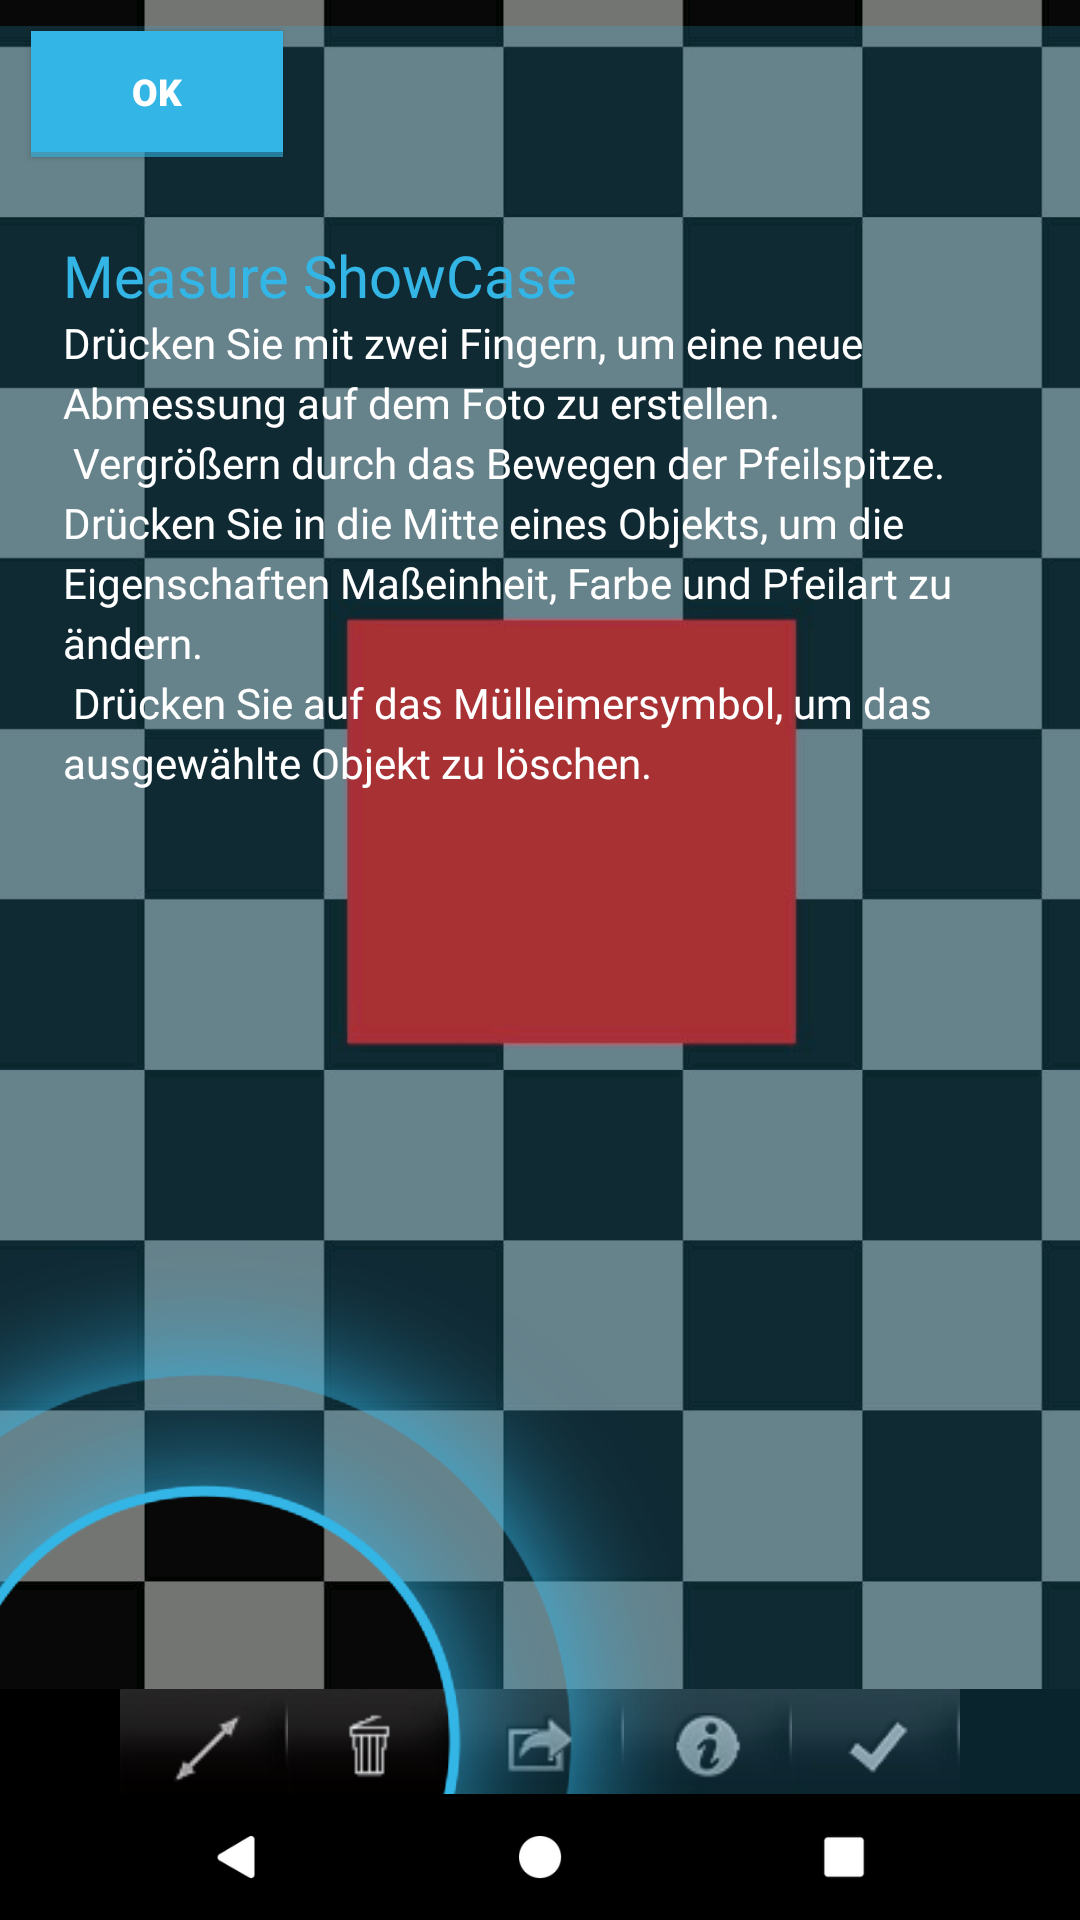 OK
Measure ShowCase
Drücken Sie mit zwei Fingern, um eine neue
Abmessung auf dem Foto zu erstellen.
Vergrößern durch das Bewegen der Pfeilspitze.
Drücken Sie in die Mitte eines Objekts, um die
Eigenschaften Maßeinheit, Farbe und Pfeilart zu
ändern.
Drücken Sie auf das Mülleimersymbol, um das
ausgewählte Objekt zu löschen.